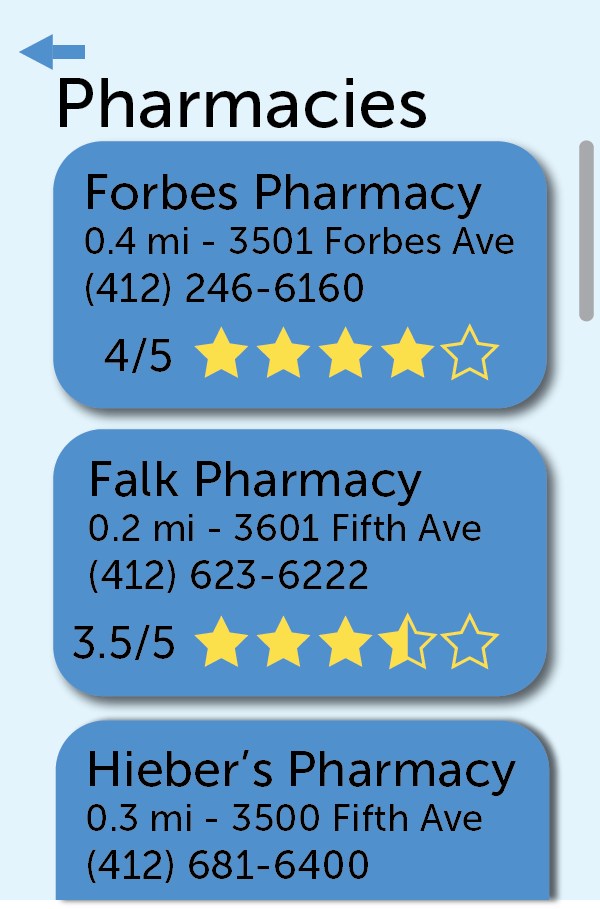 Pharmacies
Forbes Pharmacy
0.4 mi - 3501 Forbes Ave
(412) 246-6160
4/5
Falk Pharmacy
0.2 mi - 3601 Fifth Ave
(412) 623-6222
3.5/5
Hieber’s Pharmacy
0.3 mi - 3500 Fifth Ave
(412) 681-6400